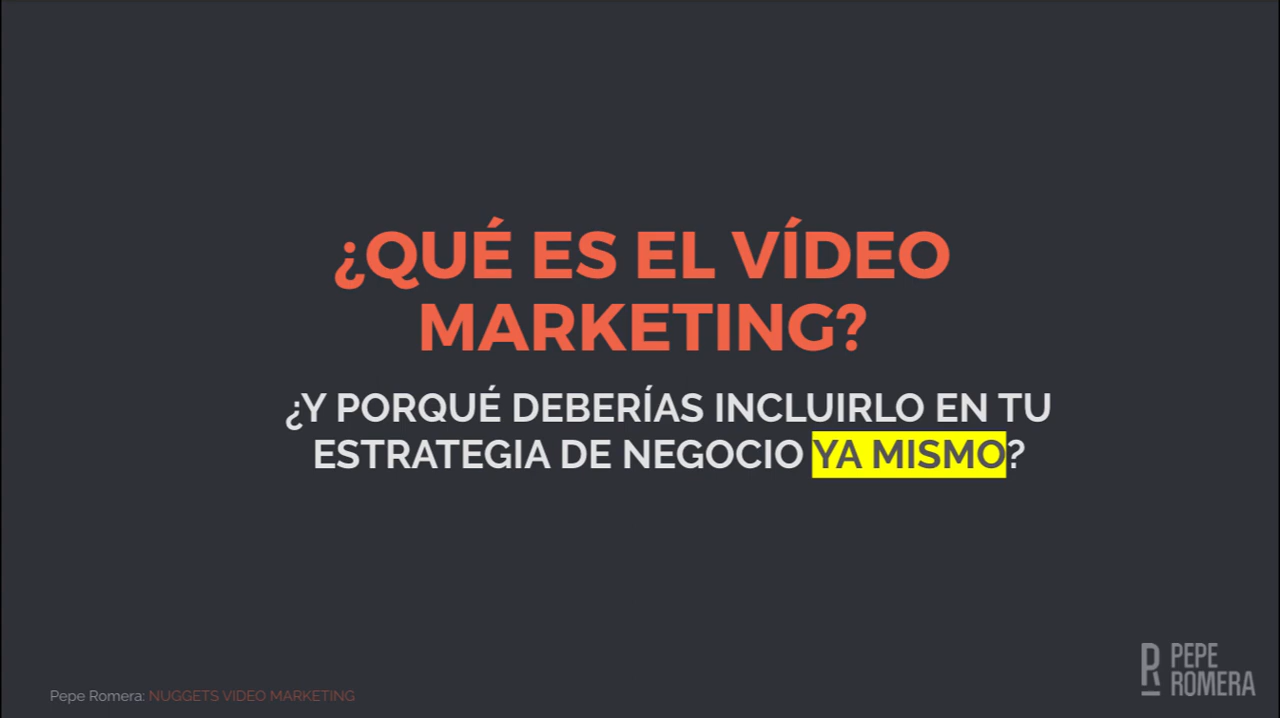 ¿QUÉ ES EL VÍDEO
MARKETING?
¿Y PORQUÉ DEBERÍAS INCLUIRLO EN TU
ESTRATEGIA DE NEGOCIO YA MISMO?
Pepe Romera: NUGGETS VIDEO MARKETING
R PEPE
ROMERA